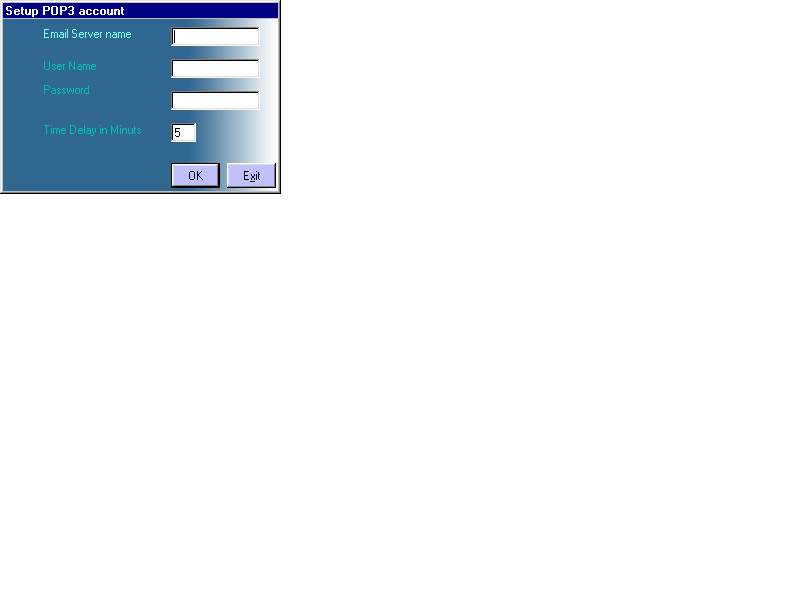 Setup POP3 account
Email Server name
User Name
Password
Time Delay in Minuts 5
OK Exit